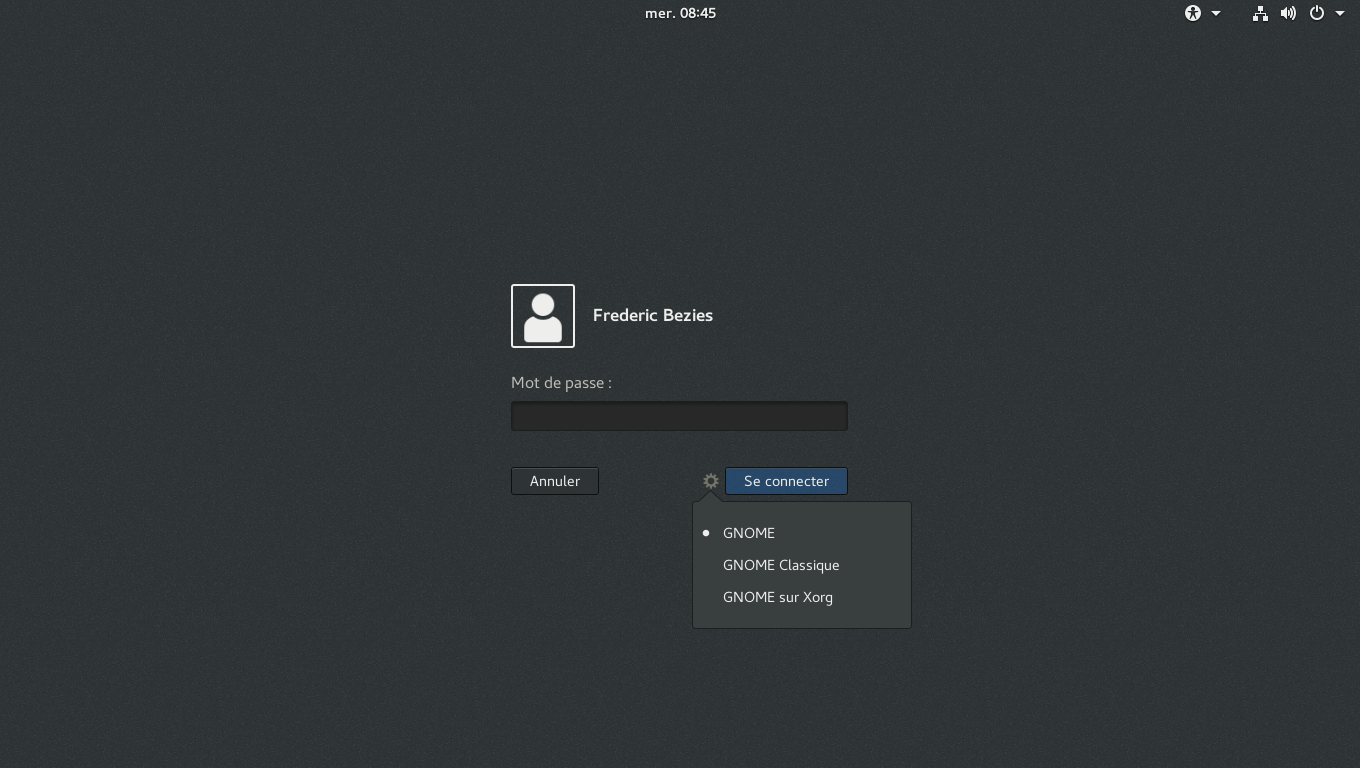 mer. 08:45
Frederic Bezies
Mot de passe :
Annuler
Se connecter
GNOME
GNOME Classique
GNOME sur Xorg